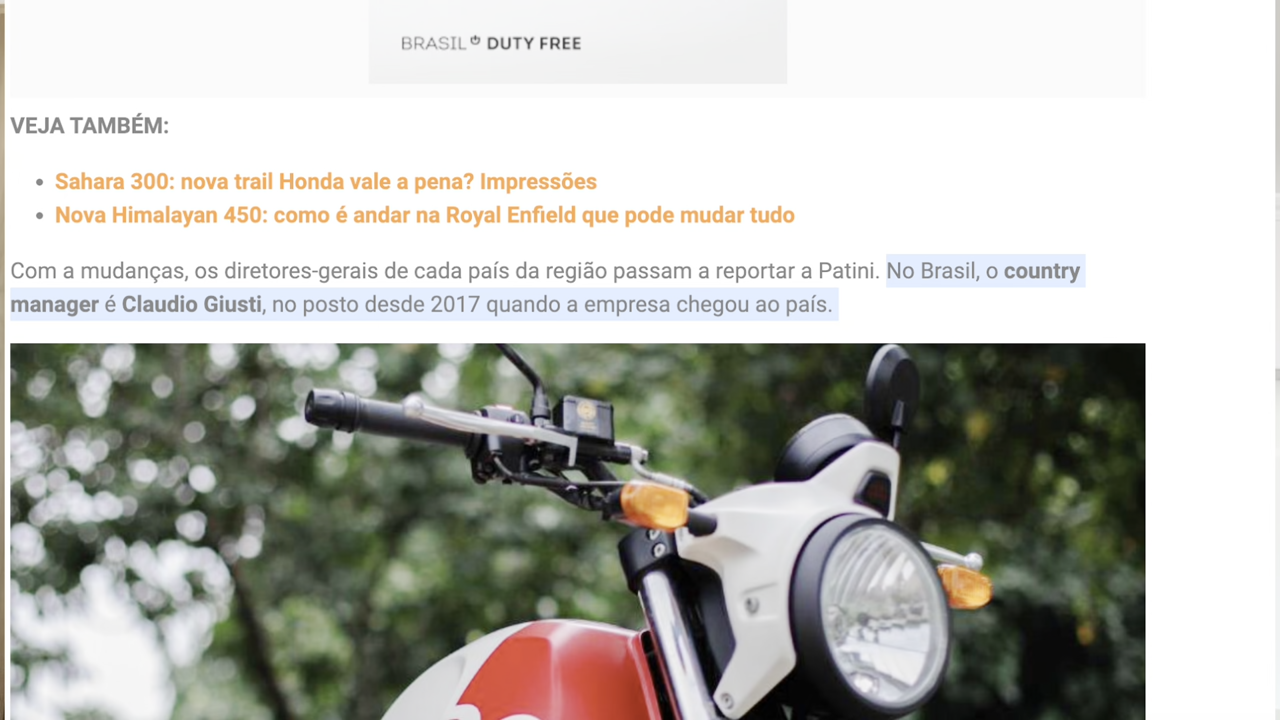 BRASIL DUTY FREE
VEJA TAMBÉM:
Sahara 300: nova trail Honda vale a pena? Impressões
Nova Himalayan 450: como é andar na Royal Enfield que pode mudar tudo
Com a mudanças, os diretores-gerais de cada país da região passam a reportar a Patini. No Brasil, o country
manager é Claudio Giusti, no posto desde 2017 quando a empresa chegou ao país.